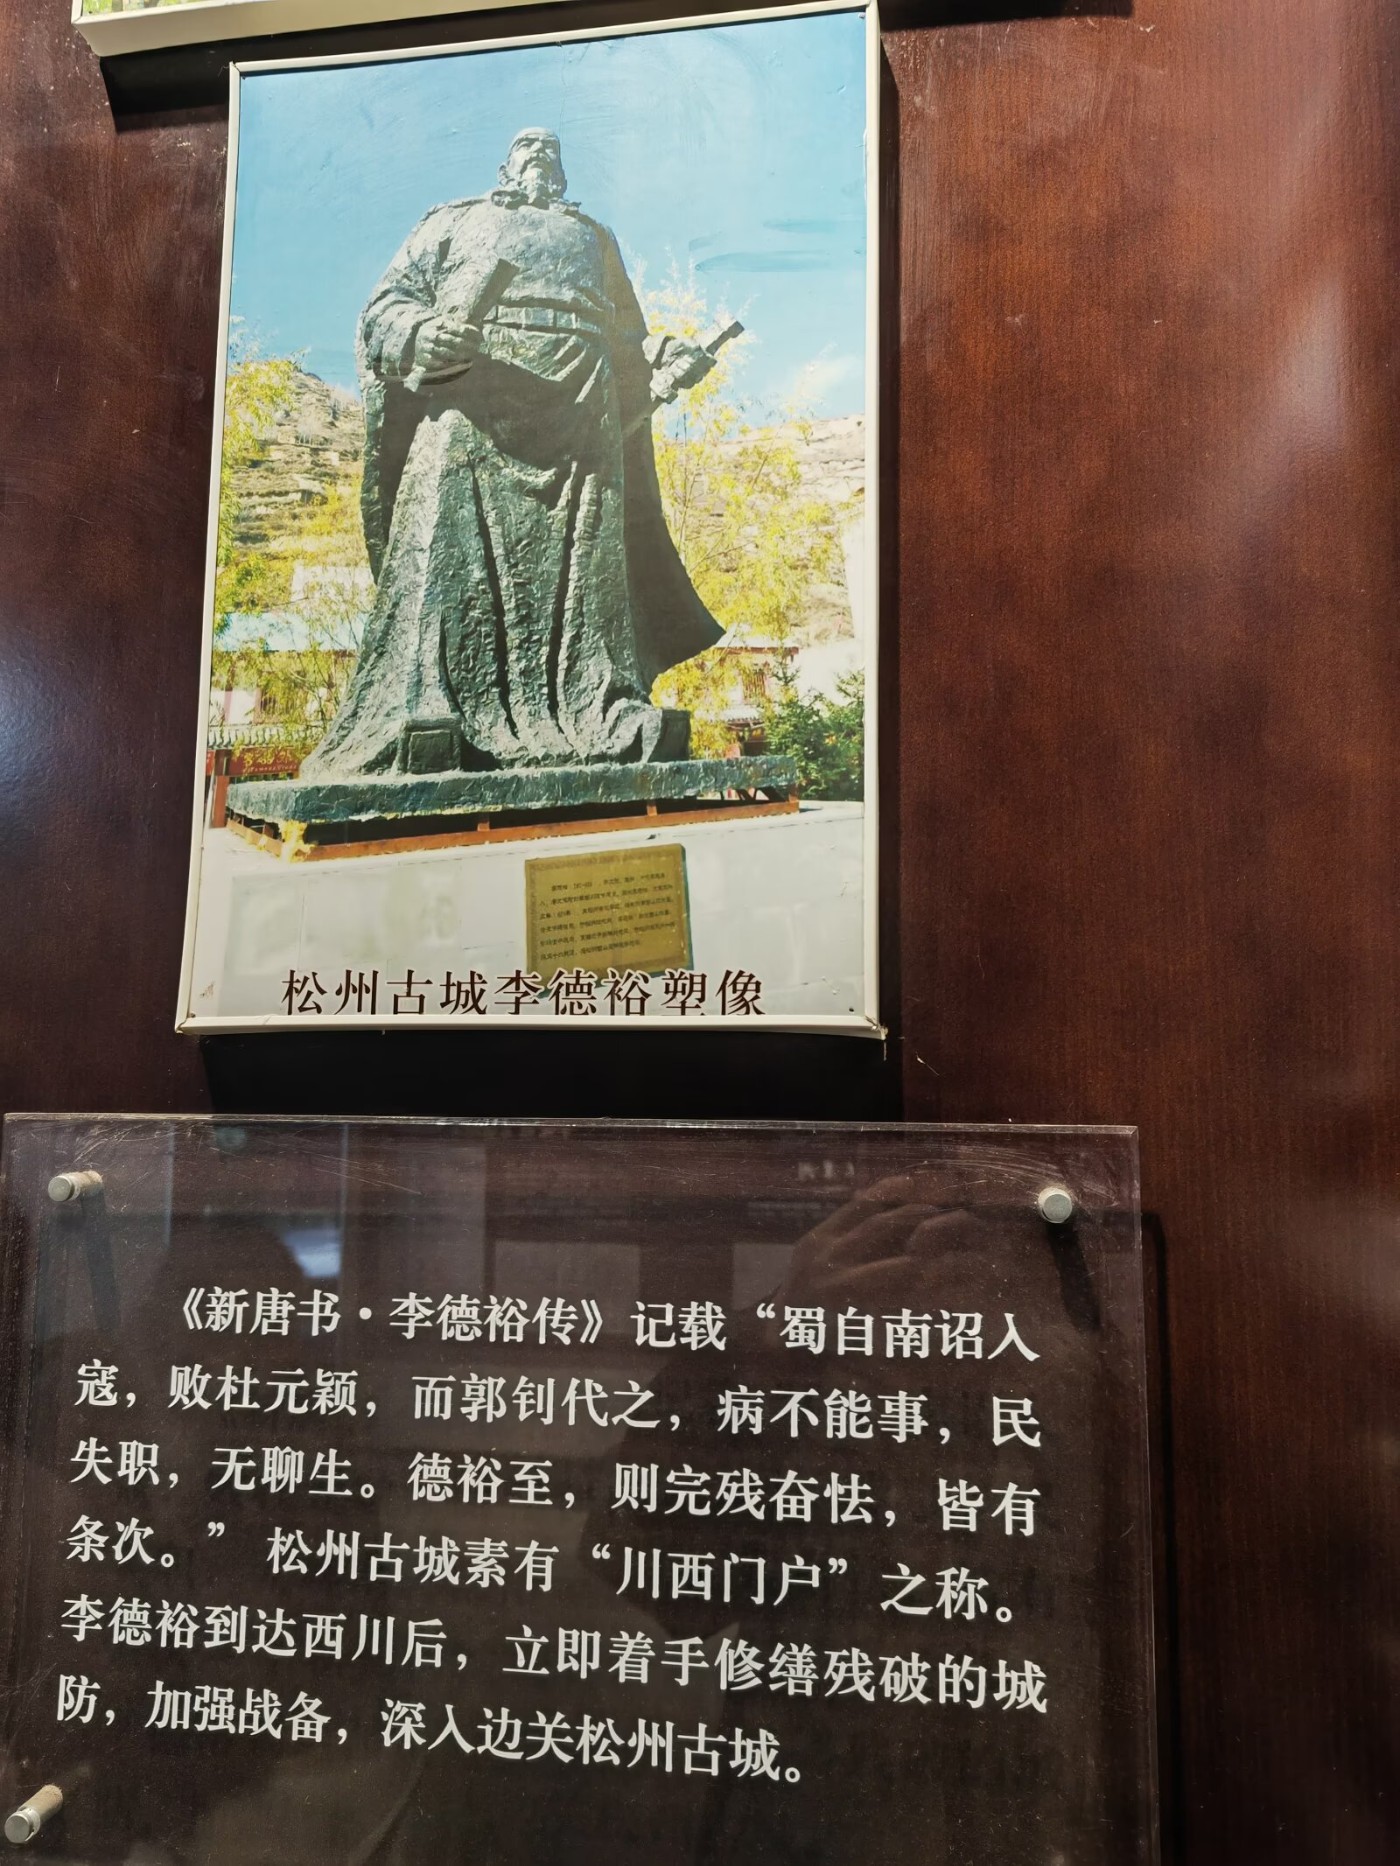 松州古城李德裕塑像
《新唐书·李德裕传》记载“蜀自南诏入
寇，败杜元颖，而郭钊代之，病不能事，民
失职，无聊生。德裕至，则完残奋怯，皆有
条次。”松州古城素有“川西门户”之称。
李德裕到达西川后，立即着手修缮残破的城
防，加强战备，深入边关松州古城。